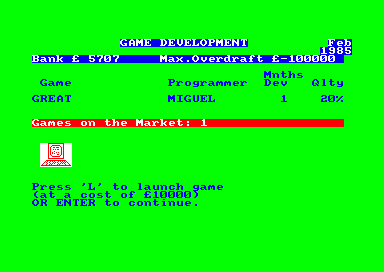 GAME DEVELOPMENT Feb
1985
Bank £ 5707 Max.Overdraft £-100000
Mnths
Game Programmer Dev Qlty
GREAT MIGUEL 1 20%
Games on the Market: 1
Press 'L' to launch game
(at a cost of £10000)
OR ENTER to continue.